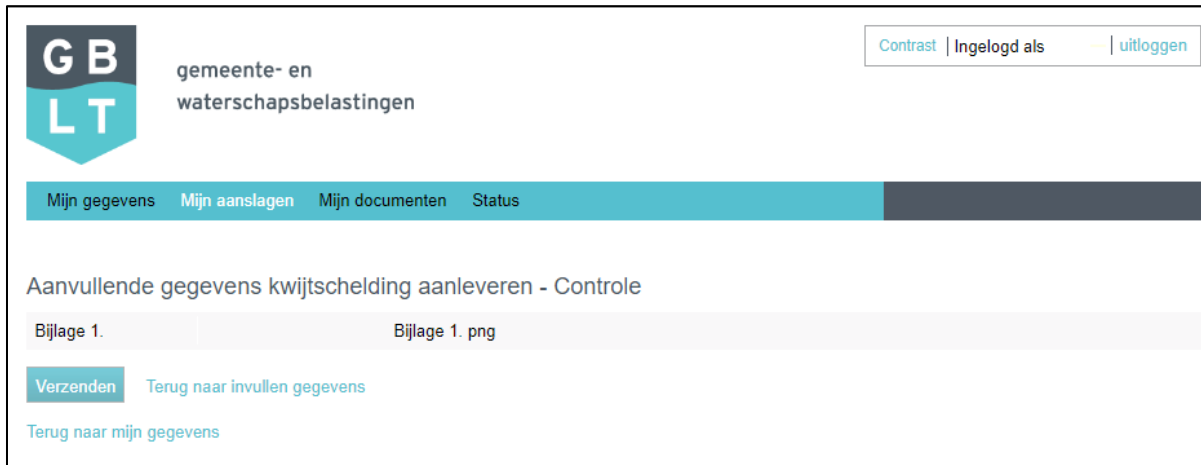 G B
L T
gemeente- en
waterschapsbelastingen
Contrast | Ingelogd als | uitloggen
Mijn gegevens Mijn aanslagen Mijn documenten Status
Aanvullende gegevens kwijtschelding aanleveren - Controle
Bijlage 1. Bijlage 1. png
Verzenden Terug naar invullen gegevens
Terug naar mijn gegevens